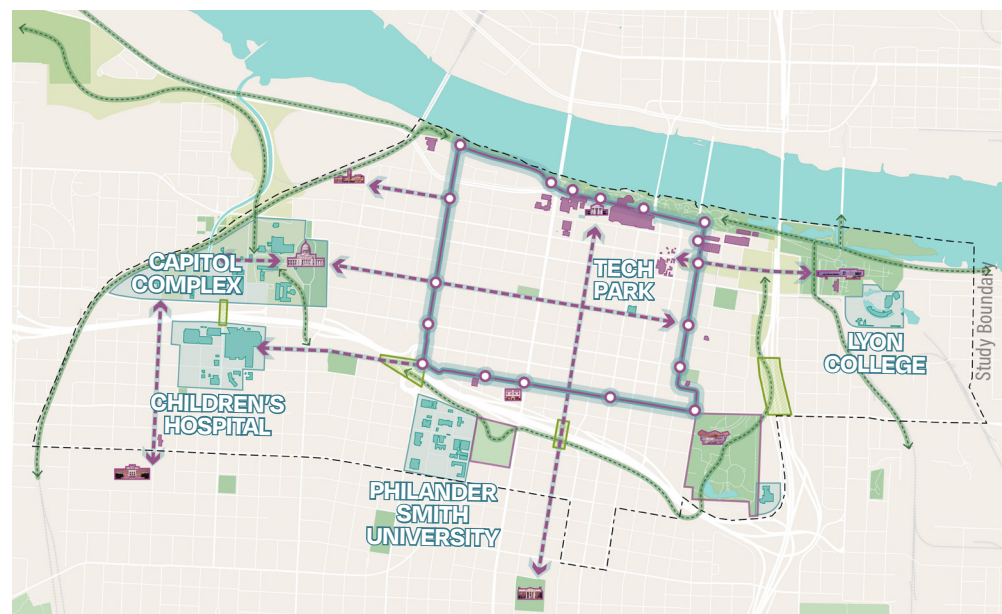 CAPITOL
COMPLEX
TECH
PARK
Study Boundary
LYON
COLLEGE
CHILDREN'S
HOSPITAL
PHILANDER
SMITH
UNIVERSITY